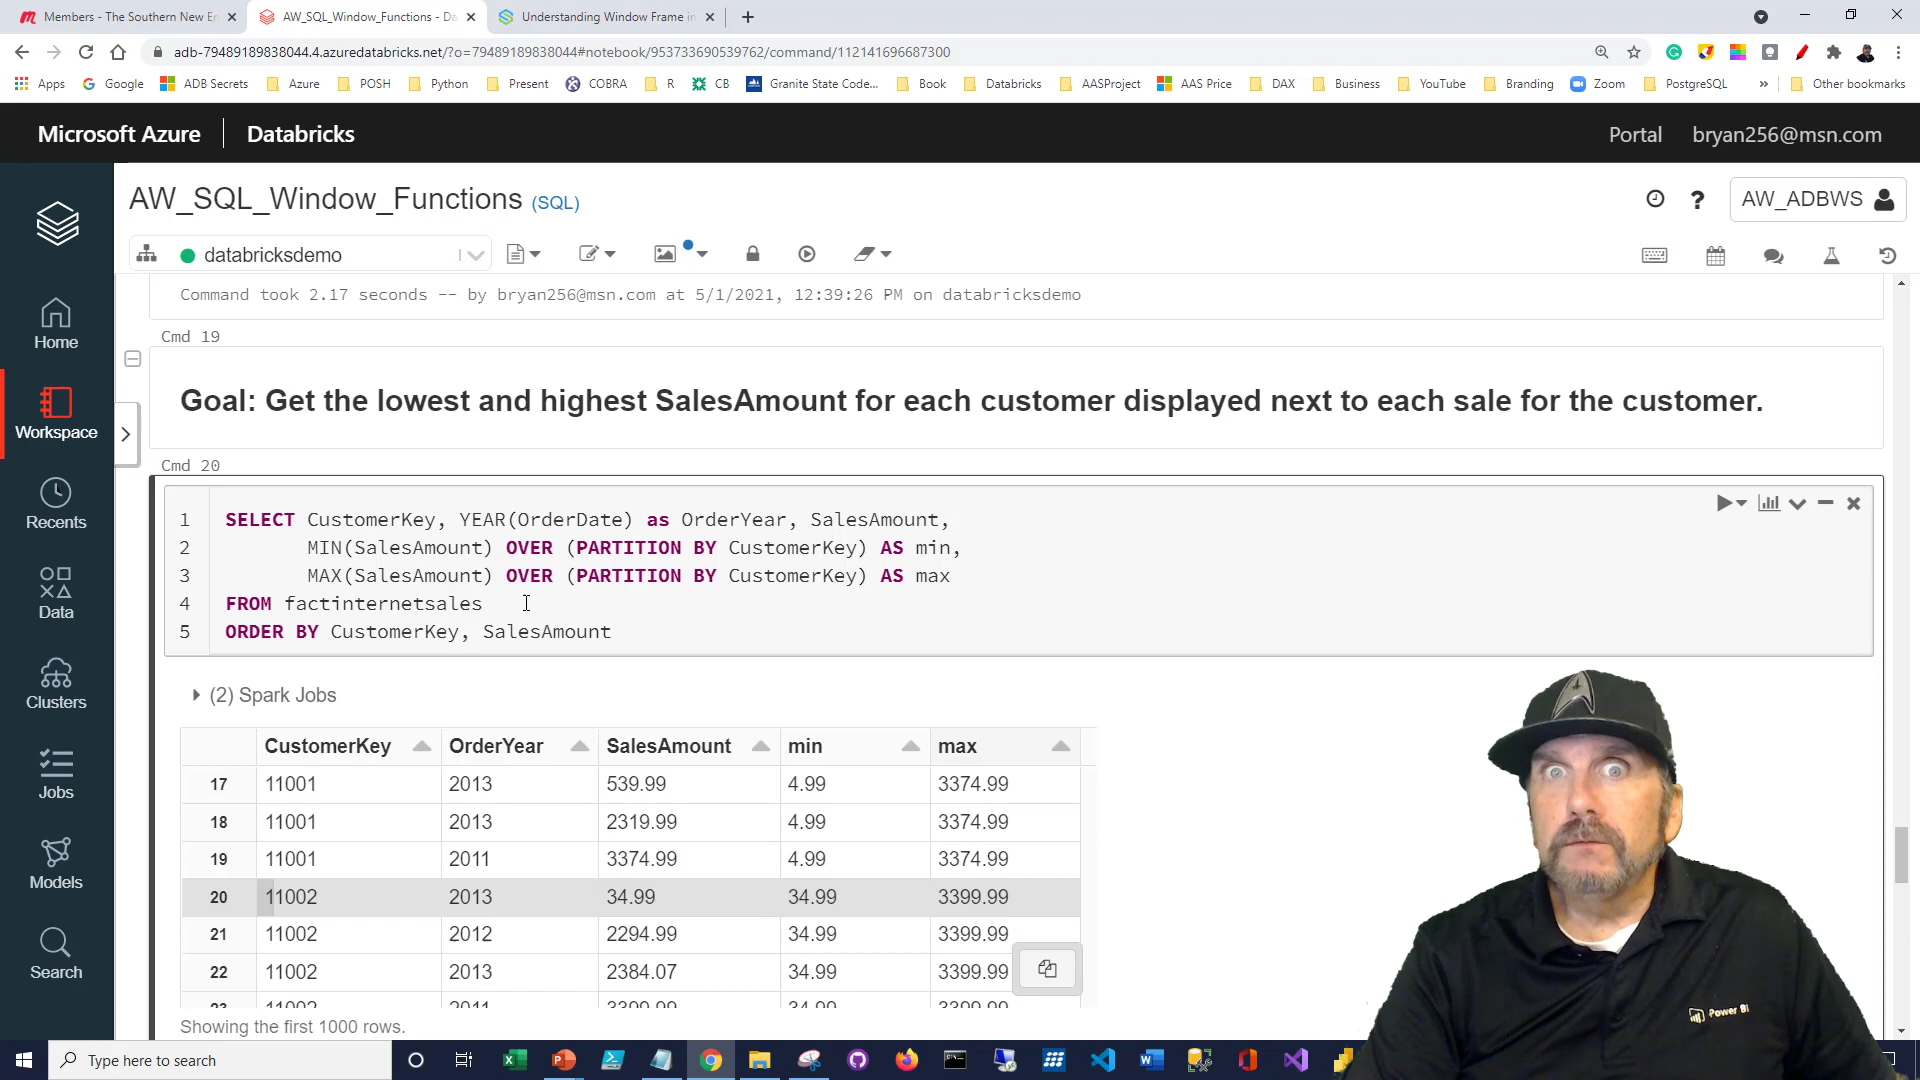 Members - The Southern New En
AW_SQL_Window_Functions - Da
Understanding Window Frame in
adb-79489189838044.4.azuredatabricks.net/?o=79489189838044#notebook/953733690539762/command/112141696687300
Apps Google ADB Secrets Azure POSH Python Present COBRA R CB Granite State Code... Book Databricks AASProject AAS Price DAX Business YouTube Branding Zoom PostgreSQL » Other bookmarks
Microsoft Azure Databricks Portal bryan256@msn.com
AW_SQL_Window_Functions (SQL) ? AW_ADBWS
databricksdemo
Home
Workspace
Recents
Data
Clusters
Jobs
Models
Search
Command took 2.17 seconds -- by bryan256@msn.com at 5/1/2021, 12:39:26 PM on databricksdemo
Cmd 19
Goal: Get the lowest and highest SalesAmount for each customer displayed next to each sale for the customer.
Cmd 20
1 SELECT CustomerKey, YEAR(OrderDate) as OrderYear, SalesAmount,
2 MIN(SalesAmount) OVER (PARTITION BY CustomerKey) AS min,
3 MAX(SalesAmount) OVER (PARTITION BY CustomerKey) AS max
4 FROM factinternetsales
5 ORDER BY CustomerKey, SalesAmount
(2) Spark Jobs
CustomerKey OrderYear SalesAmount min max
17 11001 2013 539.99 4.99 3374.99
18 11001 2013 2319.99 4.99 3374.99
19 11001 2011 3374.99 4.99 3374.99
20 11002 2013 34.99 34.99 3399.99
21 11002 2012 2294.99 34.99 3399.99
22 11002 2013 2384.07 34.99 3399.99
23 11002 2011 3399.99 34.99 3399.99
Showing the first 1000 rows.
Power BI
Type here to search